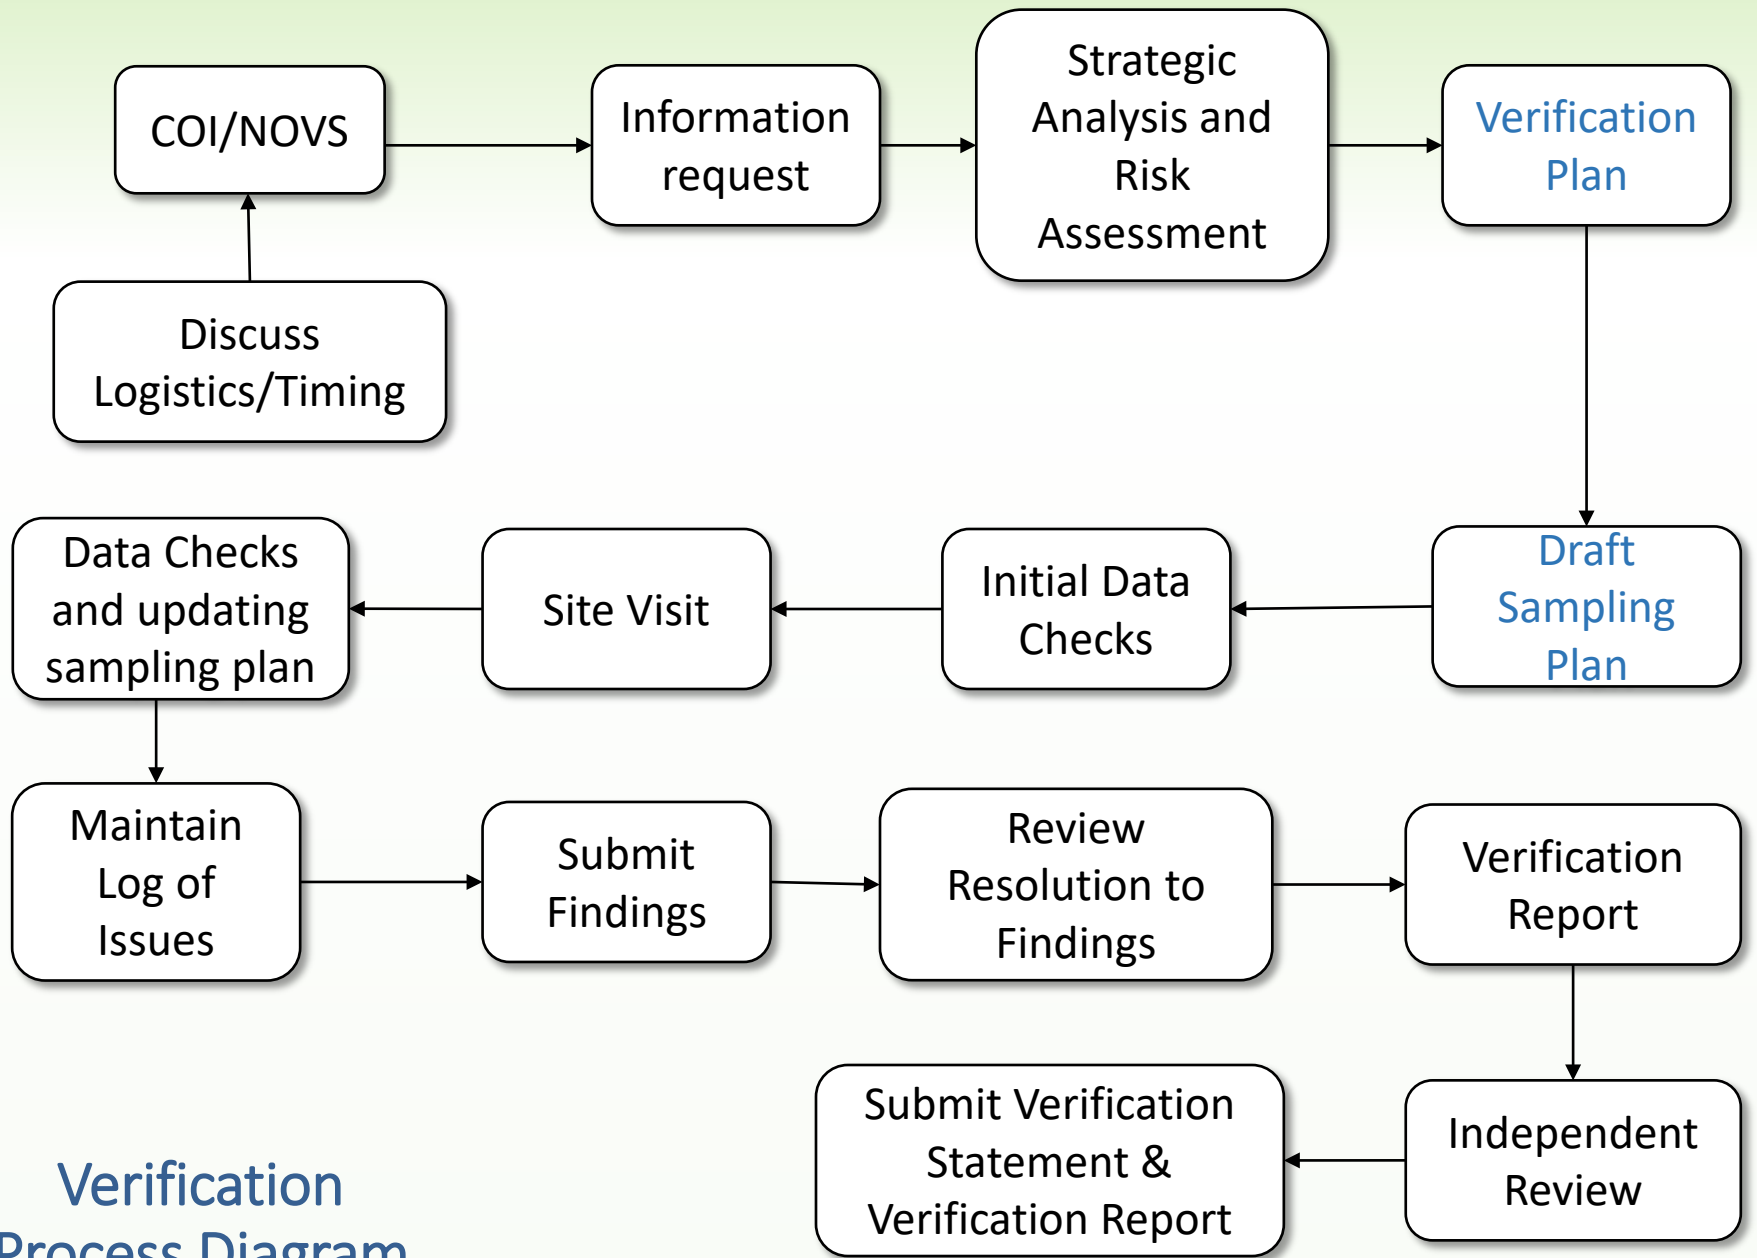 COI/NOVS
Information
request
Strategic
Analysis and
Risk
Assessment
Verification
Plan
Discuss
Logistics/Timing
Data Checks
and updating
sampling plan
Site Visit
Initial Data
Checks
Draft
Sampling
Plan
Maintain
Log of
Issues
Submit
Findings
Review
Resolution to
Findings
Verification
Report
Submit Verification
Statement &
Verification Report
Independent
Review
Verification
Process Diagram